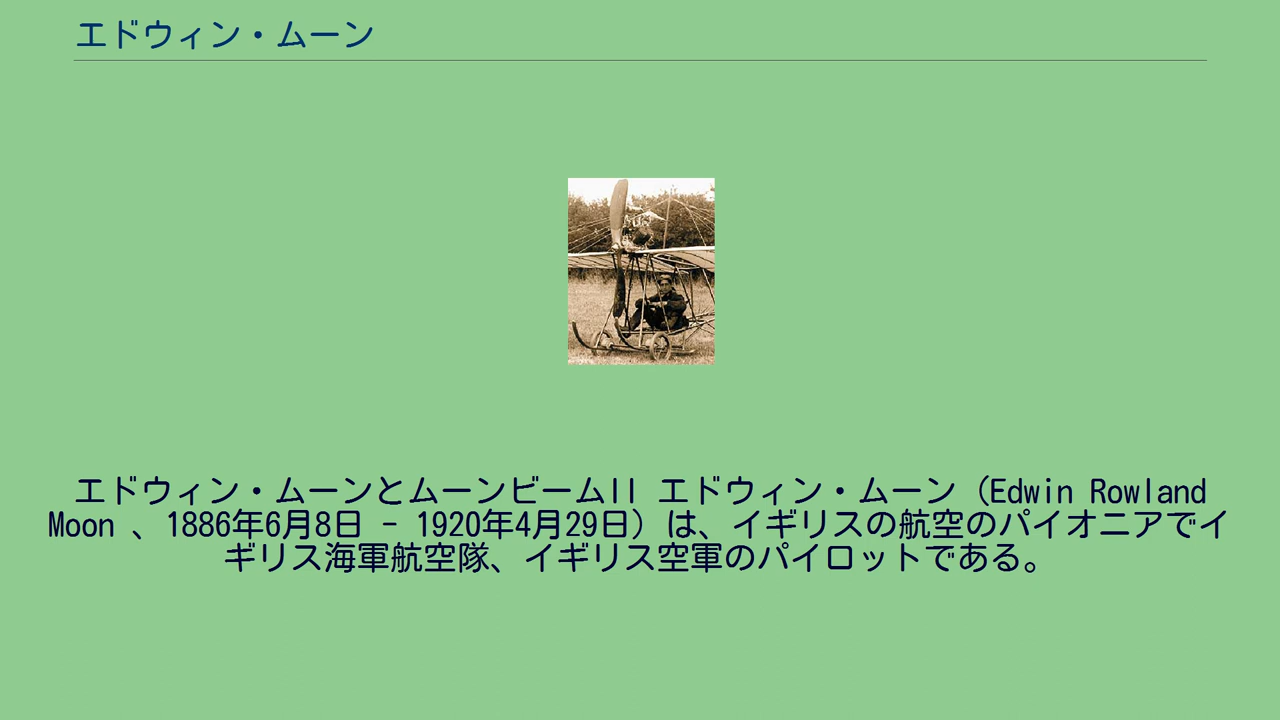 エドウィン・ムーン
エドウィン・ムーンとムーンビームII エドウィン・ムーン（Edwin Rowland
Moon 、1886年6月8日 - 1920年4月29日）は、イギリスの航空のパイオニアでイ
ギリス海軍航空隊、イギリス空軍のパイロットである。